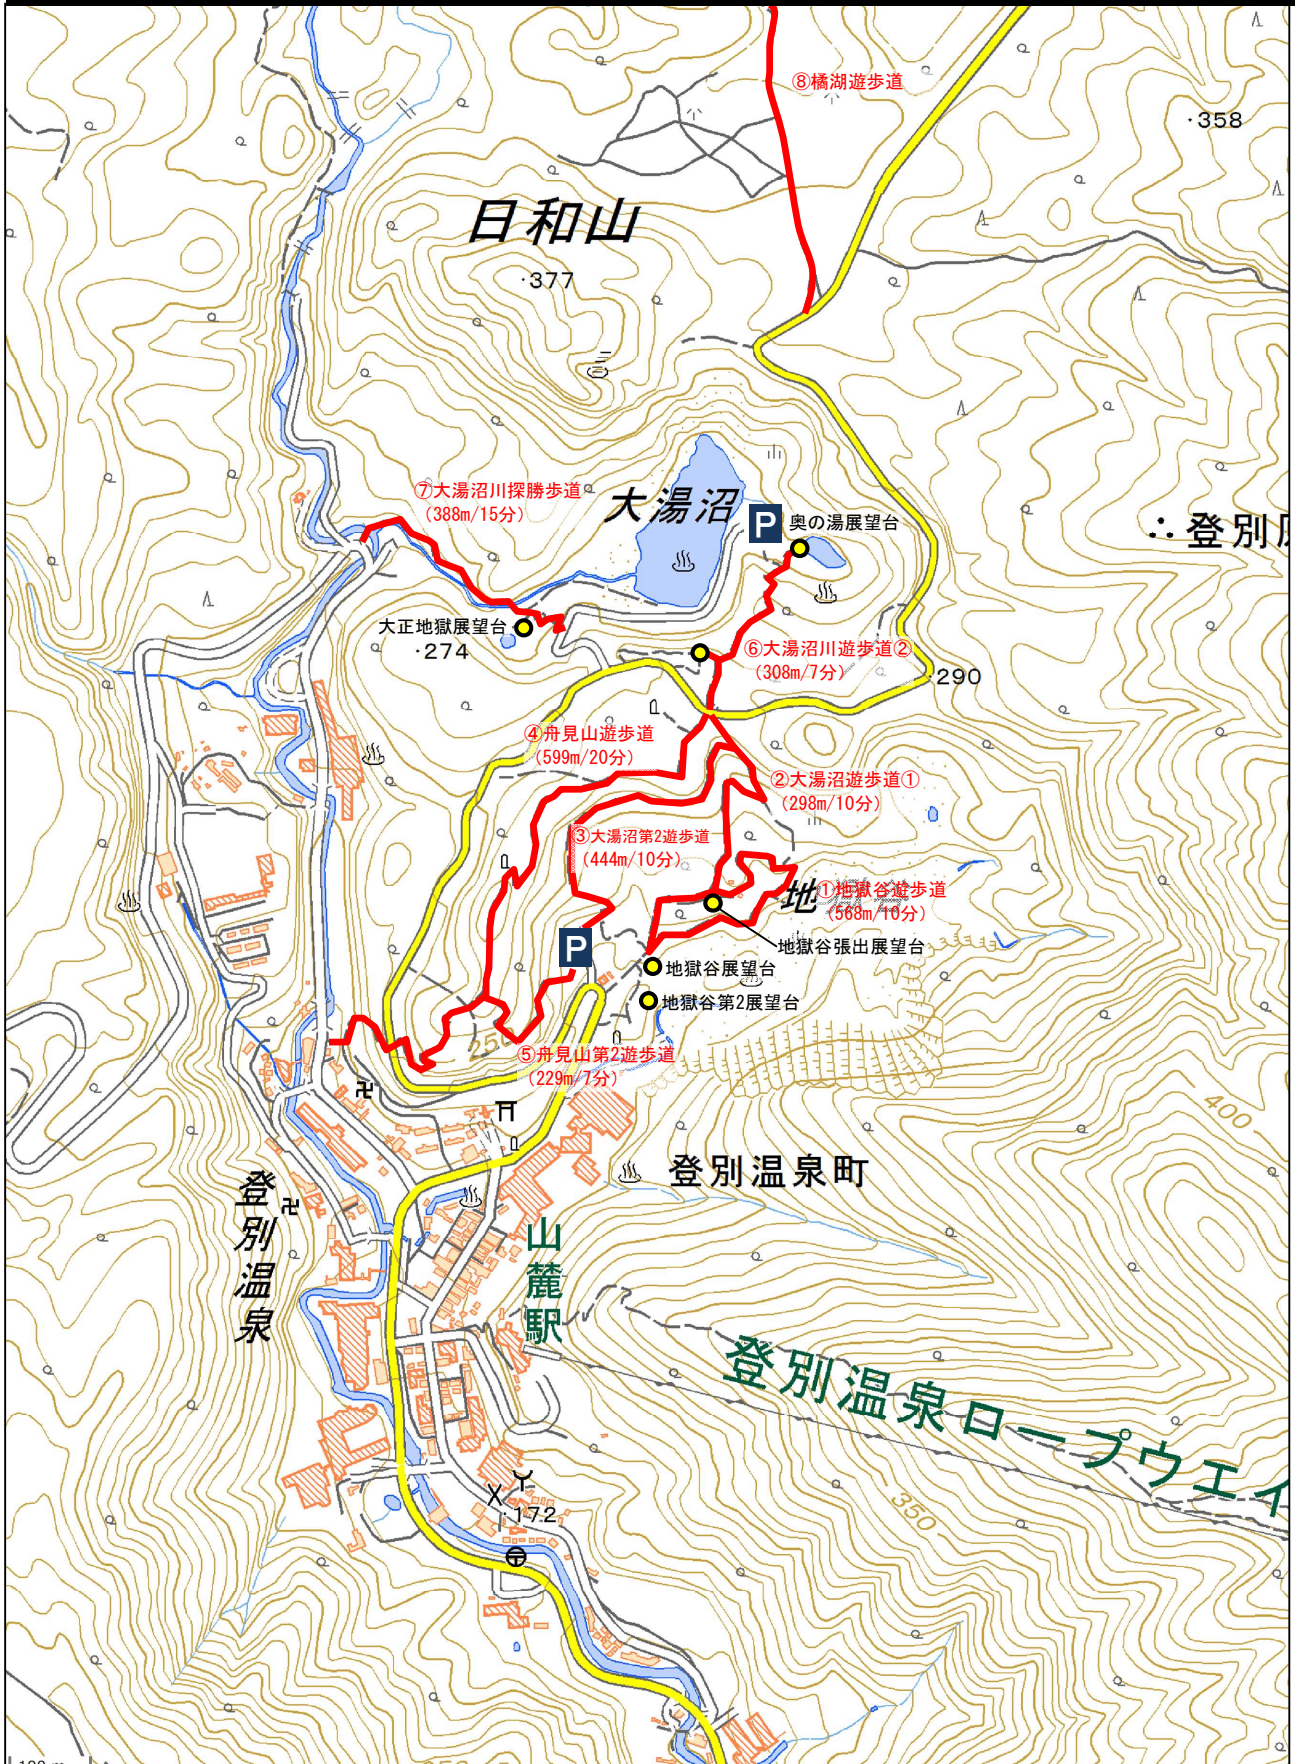 ⑧橘湖遊歩道
・358
日和山
・377
⑦大湯沼川探勝歩道
(388m/15分)
大湯沼
P
奥の湯展望台
∴登別原
大正地獄展望台
・274
⑥大湯沼川遊歩道②
(308m/7分)
・290
④舟見山遊歩道
(599m/20分)
②大湯沼遊歩道①
(298m/10分)
③大湯沼第2遊歩道
(444m/10分)
地
①地獄谷遊歩道
(568m/10分)
P
地獄谷張出展望台
地獄谷展望台
地獄谷第2展望台
250
⑤舟見山第2遊歩道
(229m/7分)
400
登別温泉町
登別温泉
山麓駅
登別温泉ロープウェイ
350
・172
100 m